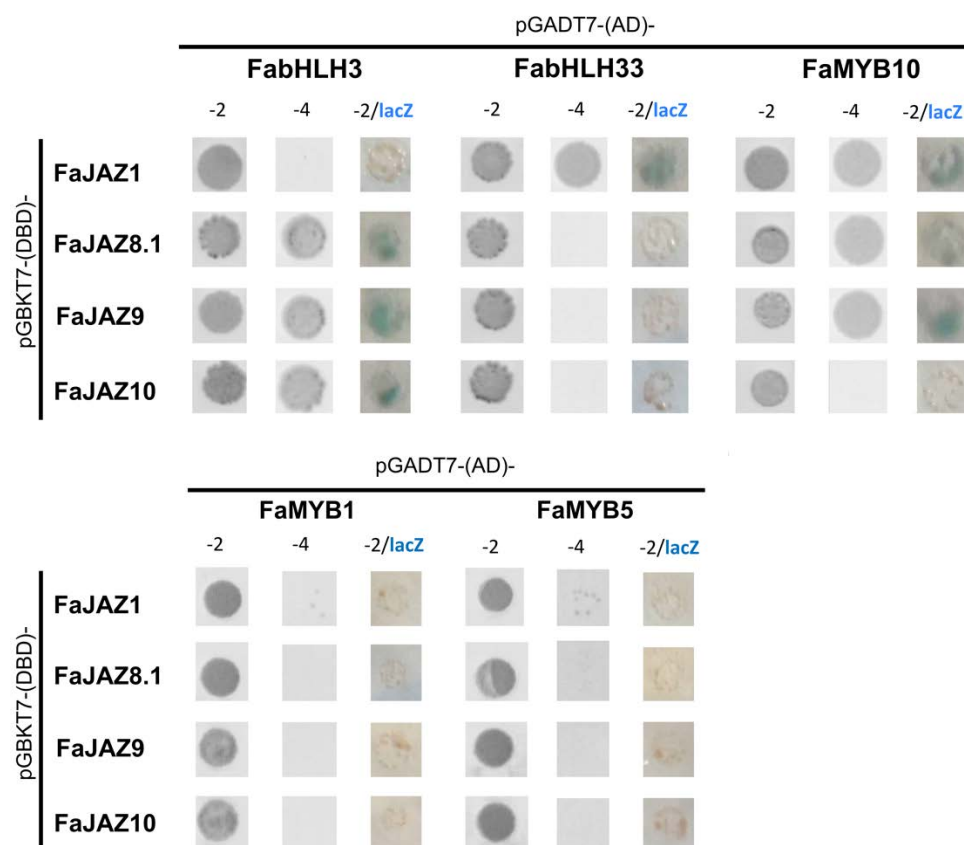 pGADT7-(AD)-
FabHLH3 FabHLH33 FaMYB10
-2 -4 -2/lacZ -2 -4 -2/lacZ -2 -4 -2/lacZ
pGBKT7-(DBD)-
FaJAZ1
FaJAZ8.1
FaJAZ9
FaJAZ10
pGADT7-(AD)-
FaMYB1 FaMYB5
-2 -4 -2/lacZ -2 -4 -2/lacZ
pGBKT7-(DBD)-
FaJAZ1
FaJAZ8.1
FaJAZ9
FaJAZ10